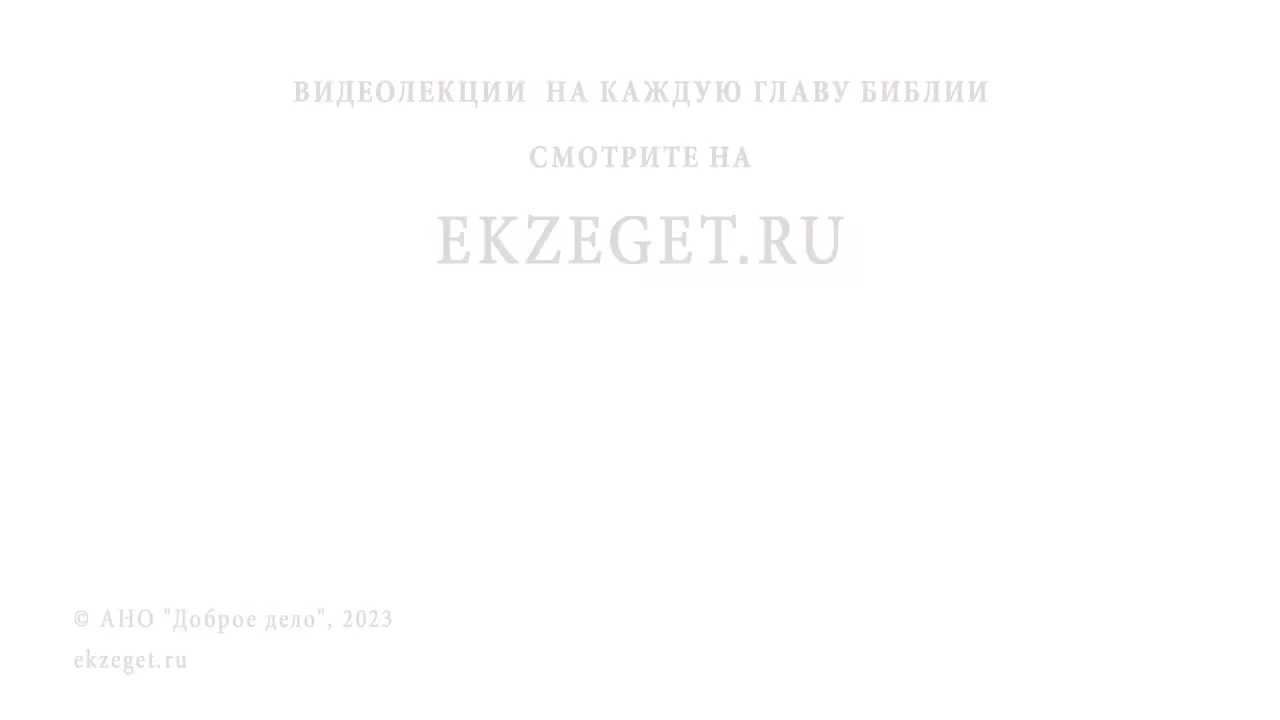 ВИДЕОЛЕКЦИИ НА КАЖДУЮ ГЛАВУ БИБЛИИ
СМОТРИТЕ НА
EKZEGET.RU
© АНО "Доброе дело", 2023
ekzeget.ru